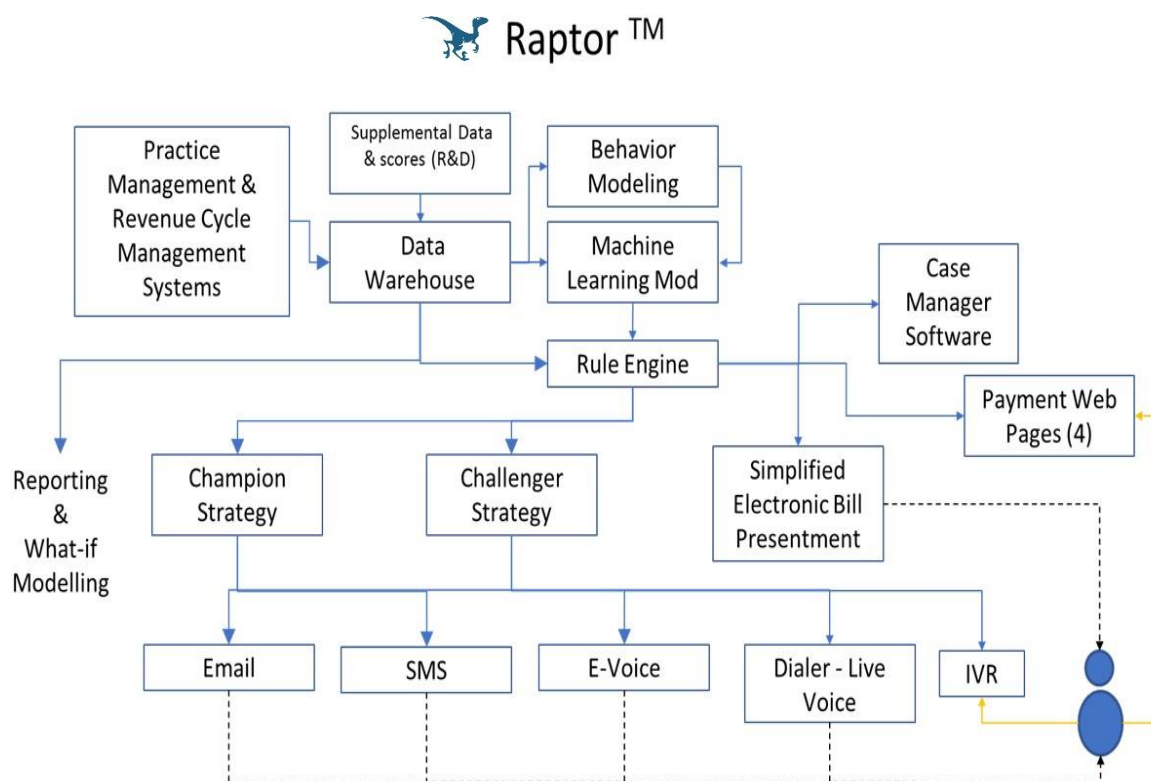 Raptor TM
Supplemental Data
& scores (R&D)
Practice
Management &
Revenue Cycle
Management
Systems
Behavior
Modeling
Data
Warehouse
Machine
Learning Mod
Case
Manager
Software
Rule Engine
Payment Web
Pages (4)
Champion
Strategy
Challenger
Strategy
Simplified
Electronic Bill
Presentment
Reporting
&
What-if
Modelling
Email
SMS
E-Voice
Dialer - Live
Voice
IVR